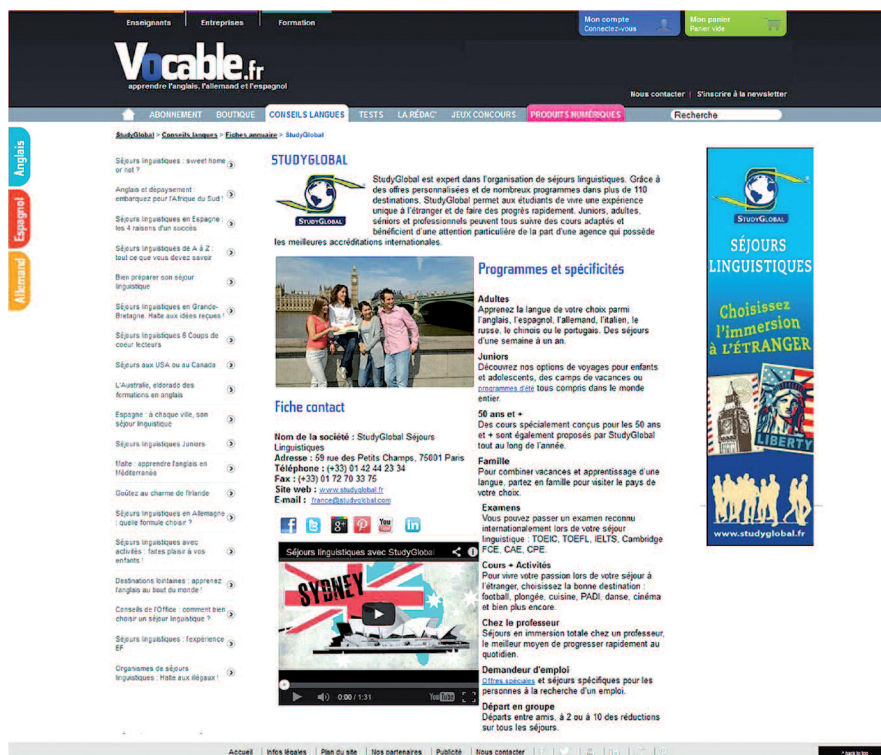 Enseignants
Entreprises
Formation
Mon compte
Connectez-vous
Mon panier
Panier vide
Vocable.fr
apprendre l'anglais, l'allemand et l'espagnol
Nous contacter | S'inscrire à la newsletter
ABONNEMENT BOUTIQUE CONSEILS LANGUES TESTS LA RÉDAC' JEUX CONCOURS PRODUITS NUMÉRIQUES Recherche
StudyGlobal > Conseils langues > Fiches annuaire > StudyGlobal
Anglais
Espagnol
Allemand
Séjours linguistiques : sweet home
or not ?
Anglais et dépaysement :
embarquez pour l'Afrique du Sud !
Séjours linguistiques en Espagne :
les 4 raisons d'un succès
Séjours linguistiques de A à Z :
tout ce que vous devez savoir
Bien préparer son séjour
linguistique
Séjours linguistiques en Grande-
Bretagne. Halte aux idées reçues !
Séjours linguistiques 6 Coups de
coeur lecteurs
Séjours aux USA ou au Canada
L'Australie, eldorado des
formations en anglais
Espagne : à chaque ville, son
séjour linguistique
Séjours linguistiques Juniors
Malte : apprendre l'anglais en
Méditerranée
Goûtez au charme de l'Irlande
Séjours linguistiques en Allemagne
: quelle formule choisir ?
Séjours linguistiques avec
activités : faites plaisir à vos
enfants !
Destinations lointaines : apprenez
l'anglais au bout du monde !
Conseils de l'Office : comment bien
choisir un séjour linguistique ?
Séjours linguistiques : l'expérience
EF
Organismes de séjours
linguistiques : Halte aux illégaux !
STUDYGLOBAL
STUDYGLOBAL
StudyGlobal est expert dans l'organisation de séjours linguistiques. Grâce à
des offres personnalisées et de nombreux programmes dans plus de 110
destinations. StudyGlobal permet aux étudiants de vivre une expérience
unique à l'étranger et de faire des progrès rapidement. Juniors, adultes,
séniors et professionnels peuvent tous suivre des cours adaptés et
bénéficient d'une attention particulière de la part d'une agence qui possède
les meilleures accréditations internationales.
Fiche contact
Nom de la société : StudyGlobal Séjours
Linguistiques
Adresse : 59 rue des Petits Champs, 75001 Paris
Téléphone : (+33) 01 42 44 23 34
Fax : (+33) 01 72 70 33 75
Site web : www.studyglobal.fr
E-mail : france@studyglobal.com
Séjours linguistiques avec StudyGlobal
SYDNEY
0:00 / 1:31
YouTube
Programmes et spécificités
Adultes
Apprenez la langue de votre choix parmi
l'anglais, l'espagnol, l'allemand, l'italien, le
russe, le chinois ou le portugais. Des séjours
d'une semaine à un an.
Juniors
Découvrez nos options de voyages pour enfants
et adolescents, des camps de vacances ou
programmes d'été tous compris dans le monde
entier.
50 ans et +
Des cours spécialement conçus pour les 50 ans
et + sont également proposés par StudyGlobal
tout au long de l'année.
Famille
Pour combiner vacances et apprentissage d'une
langue, partez en famille pour visiter le pays de
votre choix.
Examens
Vous pouvez passer un examen reconnu
internationalement lors de votre séjour
linguistique : TOEIC, TOEFL, IELTS, Cambridge
FCE, CAE, CPE.
Cours + Activités
Pour vivre votre passion lors de votre séjour à
l'étranger, choisissez la bonne destination :
football, plongée, cuisine, PADI, danse, cinéma
et bien plus encore.
Chez le professeur
Séjours en immersion totale chez un professeur,
le meilleur moyen de progresser rapidement au
quotidien.
Demandeur d'emploi
Offres spéciales et séjours spécifiques pour les
personnes à la recherche d'un emploi.
Départ en groupe
Départs entre amis, à 2 ou à 10 des réductions
sur tous les séjours.
STUDYGLOBAL
SÉJOURS
LINGUISTIQUES
Choisissez
l'immersion
à L'ÉTRANGER
LIBERTY
www.studyglobal.fr
Accueil | Infos légales | Plan du site | Nos partenaires | Publicité | Nous contacter
^ back to top